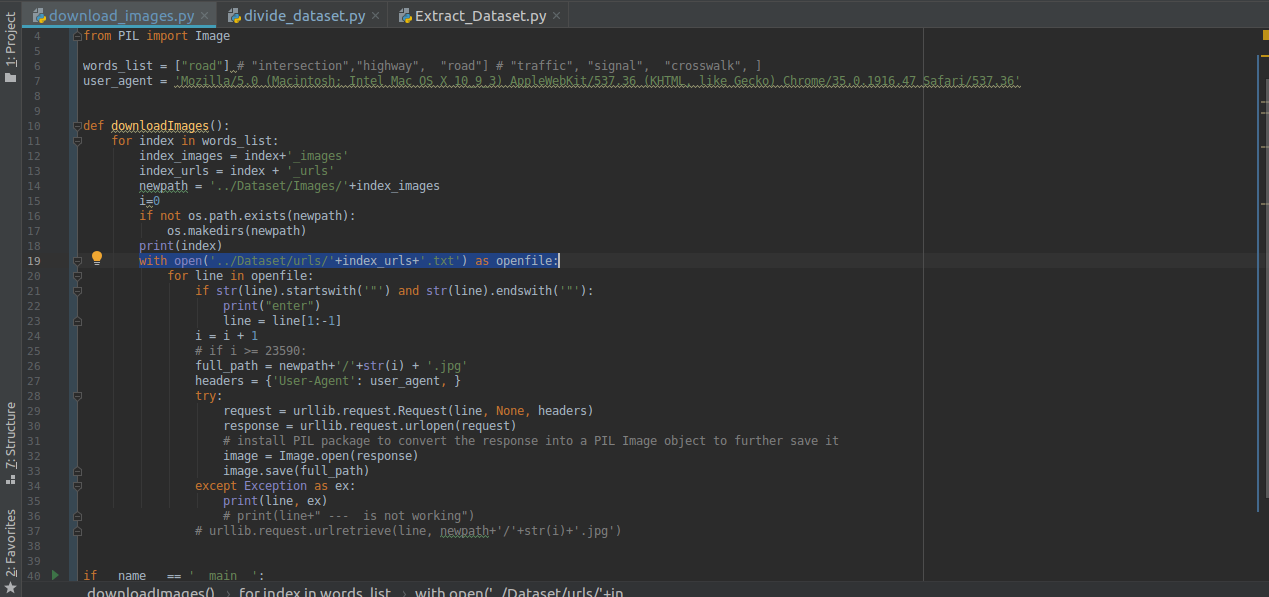 download_images.py
divide_dataset.py
Extract_Dataset.py
1: Project
7: Structure
2: Favorites
4 from PIL import Image
5
6 words_list = ["road"] # "intersection","highway",  "road"] # "traffic", "signal",  "crosswalk", ]
7 user_agent = 'Mozilla/5.0 (Macintosh; Intel Mac OS X 10_9_3) AppleWebKit/537.36 (KHTML, like Gecko) Chrome/35.0.1916.47 Safari/537.36'
8
9
10 def downloadImages():
11     for index in words_list:
12         index_images = index+'_images'
13         index_urls = index + '_urls'
14         newpath = '../Dataset/Images/'+index_images
15         i=0
16         if not os.path.exists(newpath):
17             os.makedirs(newpath)
18         print(index)
19         with open('../Dataset/urls/'+index_urls+'.txt') as openfile:
20             for line in openfile:
21                 if str(line).startswith('"') and str(line).endswith('"'):
22                     print("enter")
23                     line = line[1:-1]
24                 i = i + 1
25                 # if i >= 23590:
26                 full_path = newpath+'/'+str(i) + '.jpg'
27                 headers = {'User-Agent': user_agent, }
28                 try:
29                     request = urllib.request.Request(line, None, headers)
30                     response = urllib.request.urlopen(request)
31                     # install PIL package to convert the response into a PIL Image object to further save it
32                     image = Image.open(response)
33                     image.save(full_path)
34                 except Exception as ex:
35                     print(line, ex)
36                     # print(line+" ---  is not working")
37                 # urllib.request.urlretrieve(line, newpath+'/'+str(i)+'.jpg')
38
39
40 if __name__ == '__main__':
downloadImages() › for index in words_list › with open('../Dataset/urls/'+in